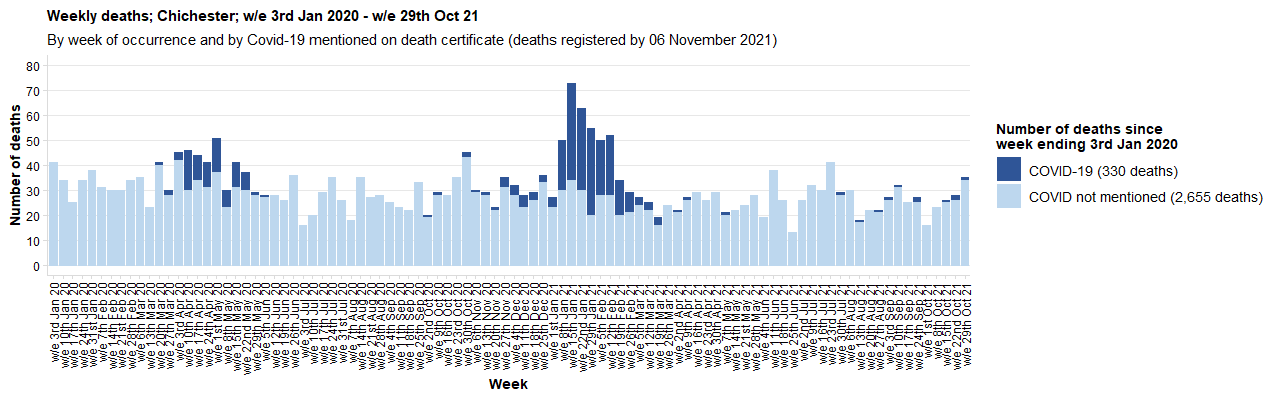 Weekly deaths; Chichester; w/e 3rd Jan 2020 - w/e 29th Oct 21
By week of occurrence and by Covid-19 mentioned on death certificate (deaths registered by 06 November 2021)
Number of deaths
80
70
60
50
40
30
20
10
0
w/e 3rd Jan 20
w/e 10th Jan 20
w/e 17th Jan 20
w/e 24th Jan 20
w/e 31st Jan 20
w/e 7th Feb 20
w/e 14th Feb 20
w/e 21st Feb 20
w/e 28th Feb 20
w/e 6th Mar 20
w/e 13th Mar 20
w/e 20th Mar 20
w/e 27th Mar 20
w/e 3rd Apr 20
w/e 10th Apr 20
w/e 17th Apr 20
w/e 24th Apr 20
w/e 1st May 20
w/e 8th May 20
w/e 15th May 20
w/e 22nd May 20
w/e 29th May 20
w/e 5th Jun 20
w/e 12th Jun 20
w/e 19th Jun 20
w/e 26th Jun 20
w/e 3rd Jul 20
w/e 10th Jul 20
w/e 17th Jul 20
w/e 24th Jul 20
w/e 31st Jul 20
w/e 7th Aug 20
w/e 14th Aug 20
w/e 21st Aug 20
w/e 28th Aug 20
w/e 4th Sep 20
w/e 11th Sep 20
w/e 18th Sep 20
w/e 25th Sep 20
w/e 2nd Oct 20
w/e 9th Oct 20
w/e 16th Oct 20
w/e 23rd Oct 20
w/e 30th Oct 20
w/e 6th Nov 20
w/e 13th Nov 20
w/e 20th Nov 20
w/e 27th Nov 20
w/e 4th Dec 20
w/e 11th Dec 20
w/e 18th Dec 20
w/e 25th Dec 20
w/e 1st Jan 21
w/e 8th Jan 21
w/e 15th Jan 21
w/e 22nd Jan 21
w/e 29th Jan 21
w/e 5th Feb 21
w/e 12th Feb 21
w/e 19th Feb 21
w/e 26th Feb 21
w/e 5th Mar 21
w/e 12th Mar 21
w/e 19th Mar 21
w/e 26th Mar 21
w/e 2nd Apr 21
w/e 9th Apr 21
w/e 16th Apr 21
w/e 23rd Apr 21
w/e 30th Apr 21
w/e 7th May 21
w/e 14th May 21
w/e 21st May 21
w/e 28th May 21
w/e 4th Jun 21
w/e 11th Jun 21
w/e 18th Jun 21
w/e 25th Jun 21
w/e 2nd Jul 21
w/e 9th Jul 21
w/e 16th Jul 21
w/e 23rd Jul 21
w/e 30th Jul 21
w/e 6th Aug 21
w/e 13th Aug 21
w/e 20th Aug 21
w/e 27th Aug 21
w/e 3rd Sep 21
w/e 10th Sep 21
w/e 17th Sep 21
w/e 24th Sep 21
w/e 1st Oct 21
w/e 8th Oct 21
w/e 15th Oct 21
w/e 22nd Oct 21
w/e 29th Oct 21
Week
Number of deaths since
week ending 3rd Jan 2020
COVID-19 (330 deaths)
COVID not mentioned (2,655 deaths)